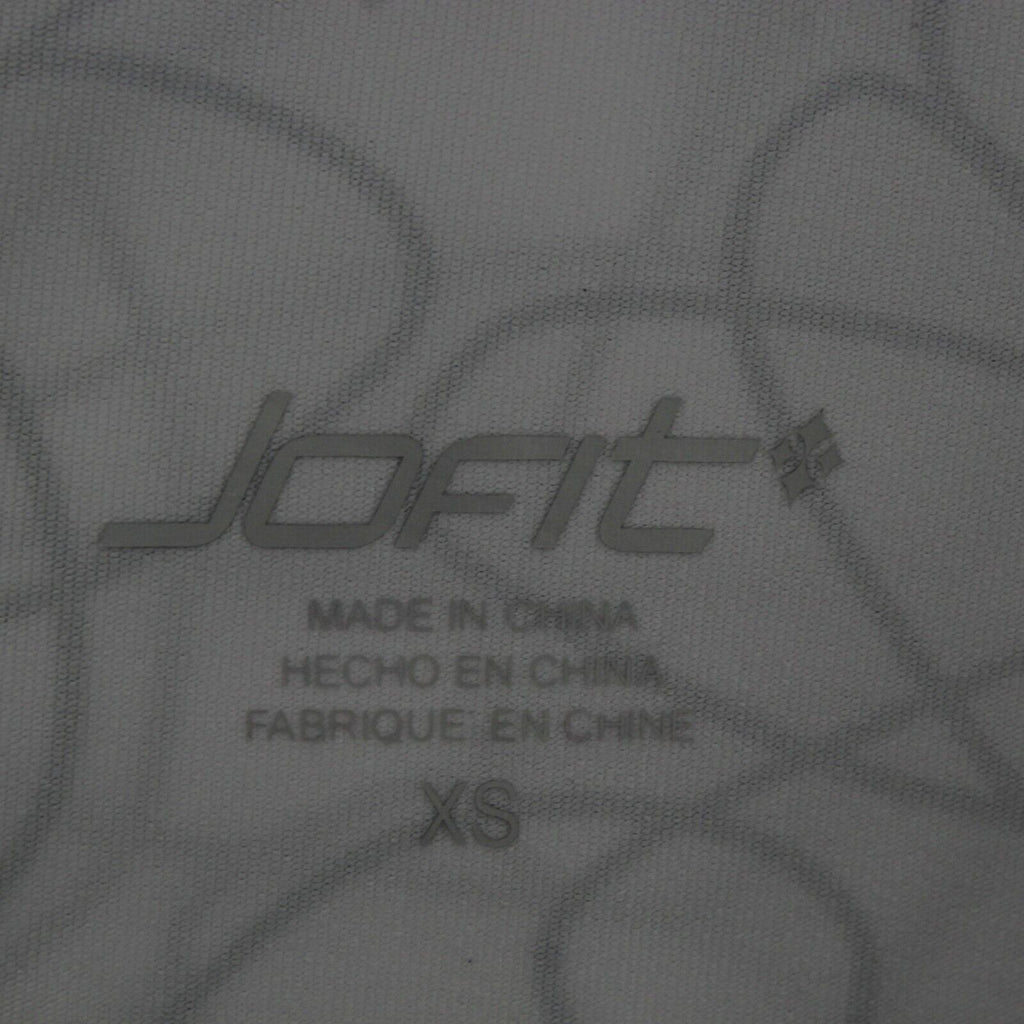 JOFIT
MADE IN CHINA
HECHO EN CHINA
FABRIQUE EN CHINE
XS